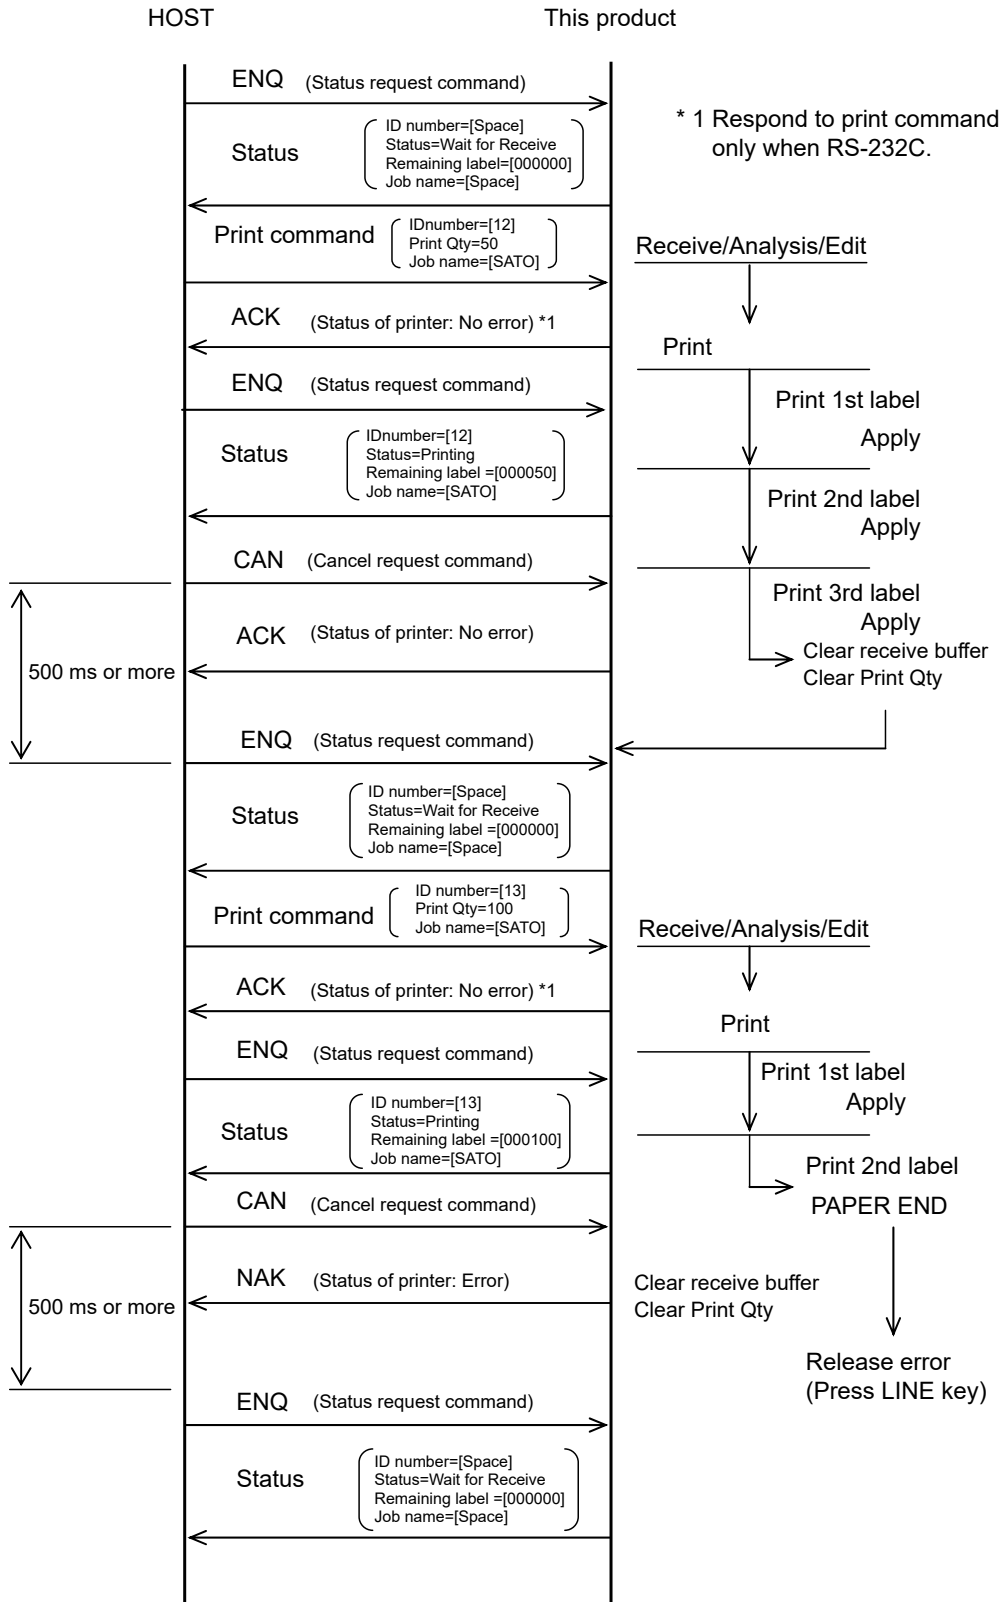 HOST
This product
ENQ (Status request command)
* 1 Respond to print command
only when RS-232C.
Status
ID number=[Space]
Status=Wait for Receive
Remaining label=[000000]
Job name=[Space]
Print command
IDnumber=[12]
Print Qty=50
Job name=[SATO]
Receive/Analysis/Edit
ACK (Status of printer: No error) *1
Print
ENQ (Status request command)
Print 1st label
Apply
Status
IDnumber=[12]
Status=Printing
Remaining label =[000050]
Job name=[SATO]
Print 2nd label
Apply
CAN (Cancel request command)
Print 3rd label
Apply
ACK (Status of printer: No error)
Clear receive buffer
Clear Print Qty
500 ms or more
ENQ (Status request command)
Status
ID number=[Space]
Status=Wait for Receive
Remaining label =[000000]
Job name=[Space]
Print command
ID number=[13]
Print Qty=100
Job name=[SATO]
Receive/Analysis/Edit
ACK (Status of printer: No error) *1
Print
ENQ (Status request command)
Print 1st label
Apply
Status
ID number=[13]
Status=Printing
Remaining label =[000100]
Job name=[SATO]
Print 2nd label
PAPER END
CAN (Cancel request command)
NAK (Status of printer: Error)
Clear receive buffer
Clear Print Qty
500 ms or more
Release error
(Press LINE key)
ENQ (Status request command)
Status
ID number=[Space]
Status=Wait for Receive
Remaining label =[000000]
Job name=[Space]